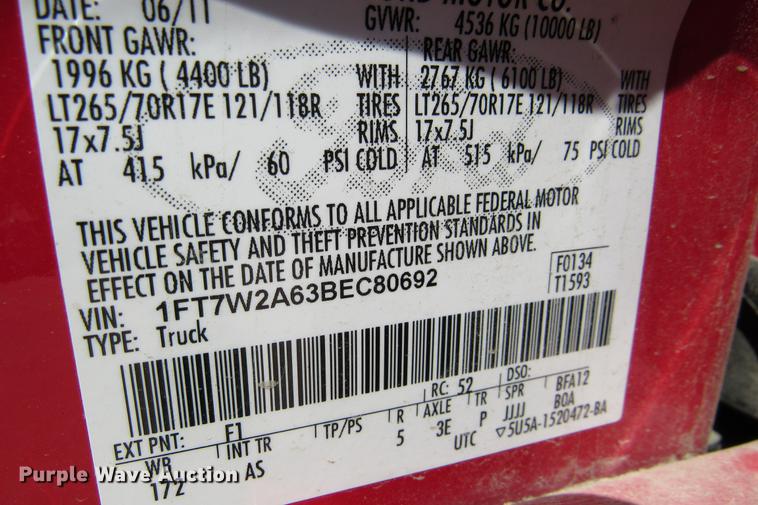 DATE: 06/11 MOTOR CO.
GVWR: 4536 KG (10000 LB)
FRONT GAWR: REAR GAWR:
1996 KG ( 4400 LB) WITH 2767 KG ( 6100 LB) WITH
LT265/70R17E 121/118R TIRES LT265/70R17E 121/118R TIRES
17x7.5J RIMS 17x7.5J RIMS
AT 415 kPa/ 60 PSI COLD AT 515 kPa/ 75 PSI COLD
THIS VEHICLE CONFORMS TO ALL APPLICABLE FEDERAL MOTOR
VEHICLE SAFETY AND THEFT PREVENTION STANDARDS IN
EFFECT ON THE DATE OF MANUFACTURE SHOWN ABOVE.
F0134
T1593
VIN: 1FT7W2A63BEC80692
TYPE: Truck
EXT PNT: F1 RC: 52 DSO:
WB INT TR TP/PS R AXLE TR SPR BFA12
172 AS 5 3E P JJJJ BOA
UTC ▽5U5A-1520472-BA
Purple Wave Auction